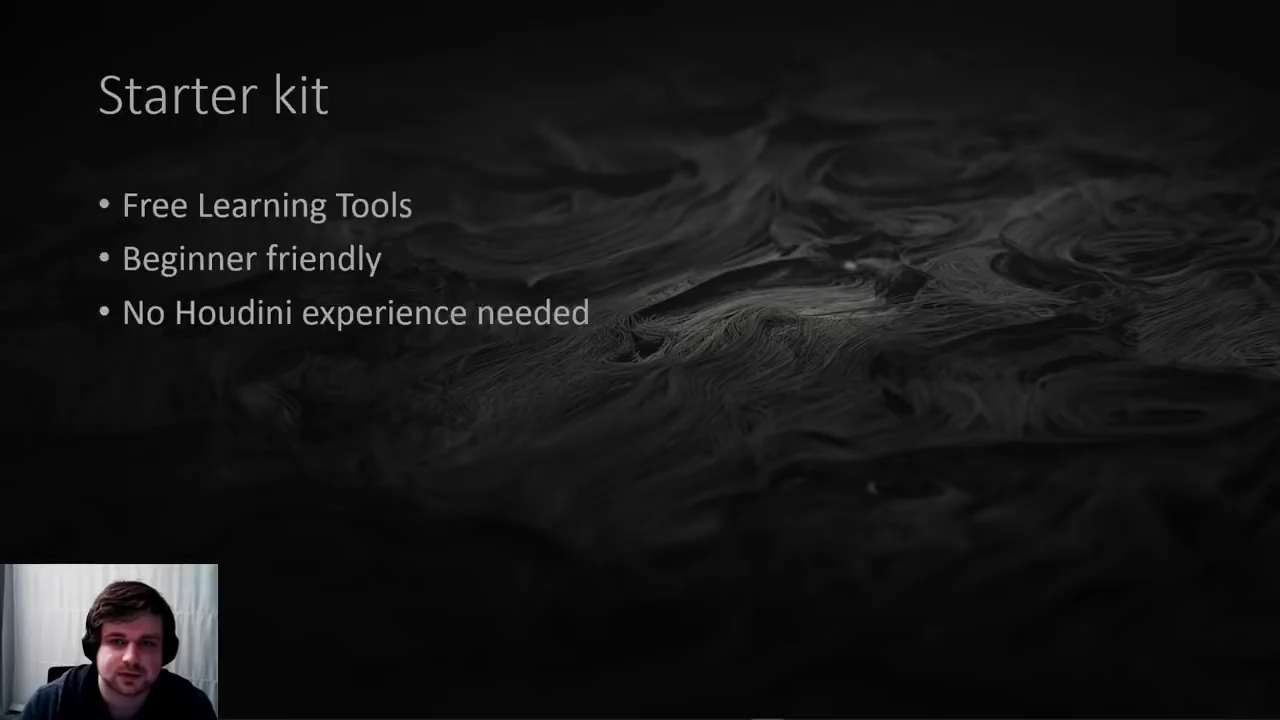 Starter kit
• Free Learning Tools
• Beginner friendly
• No Houdini experience needed